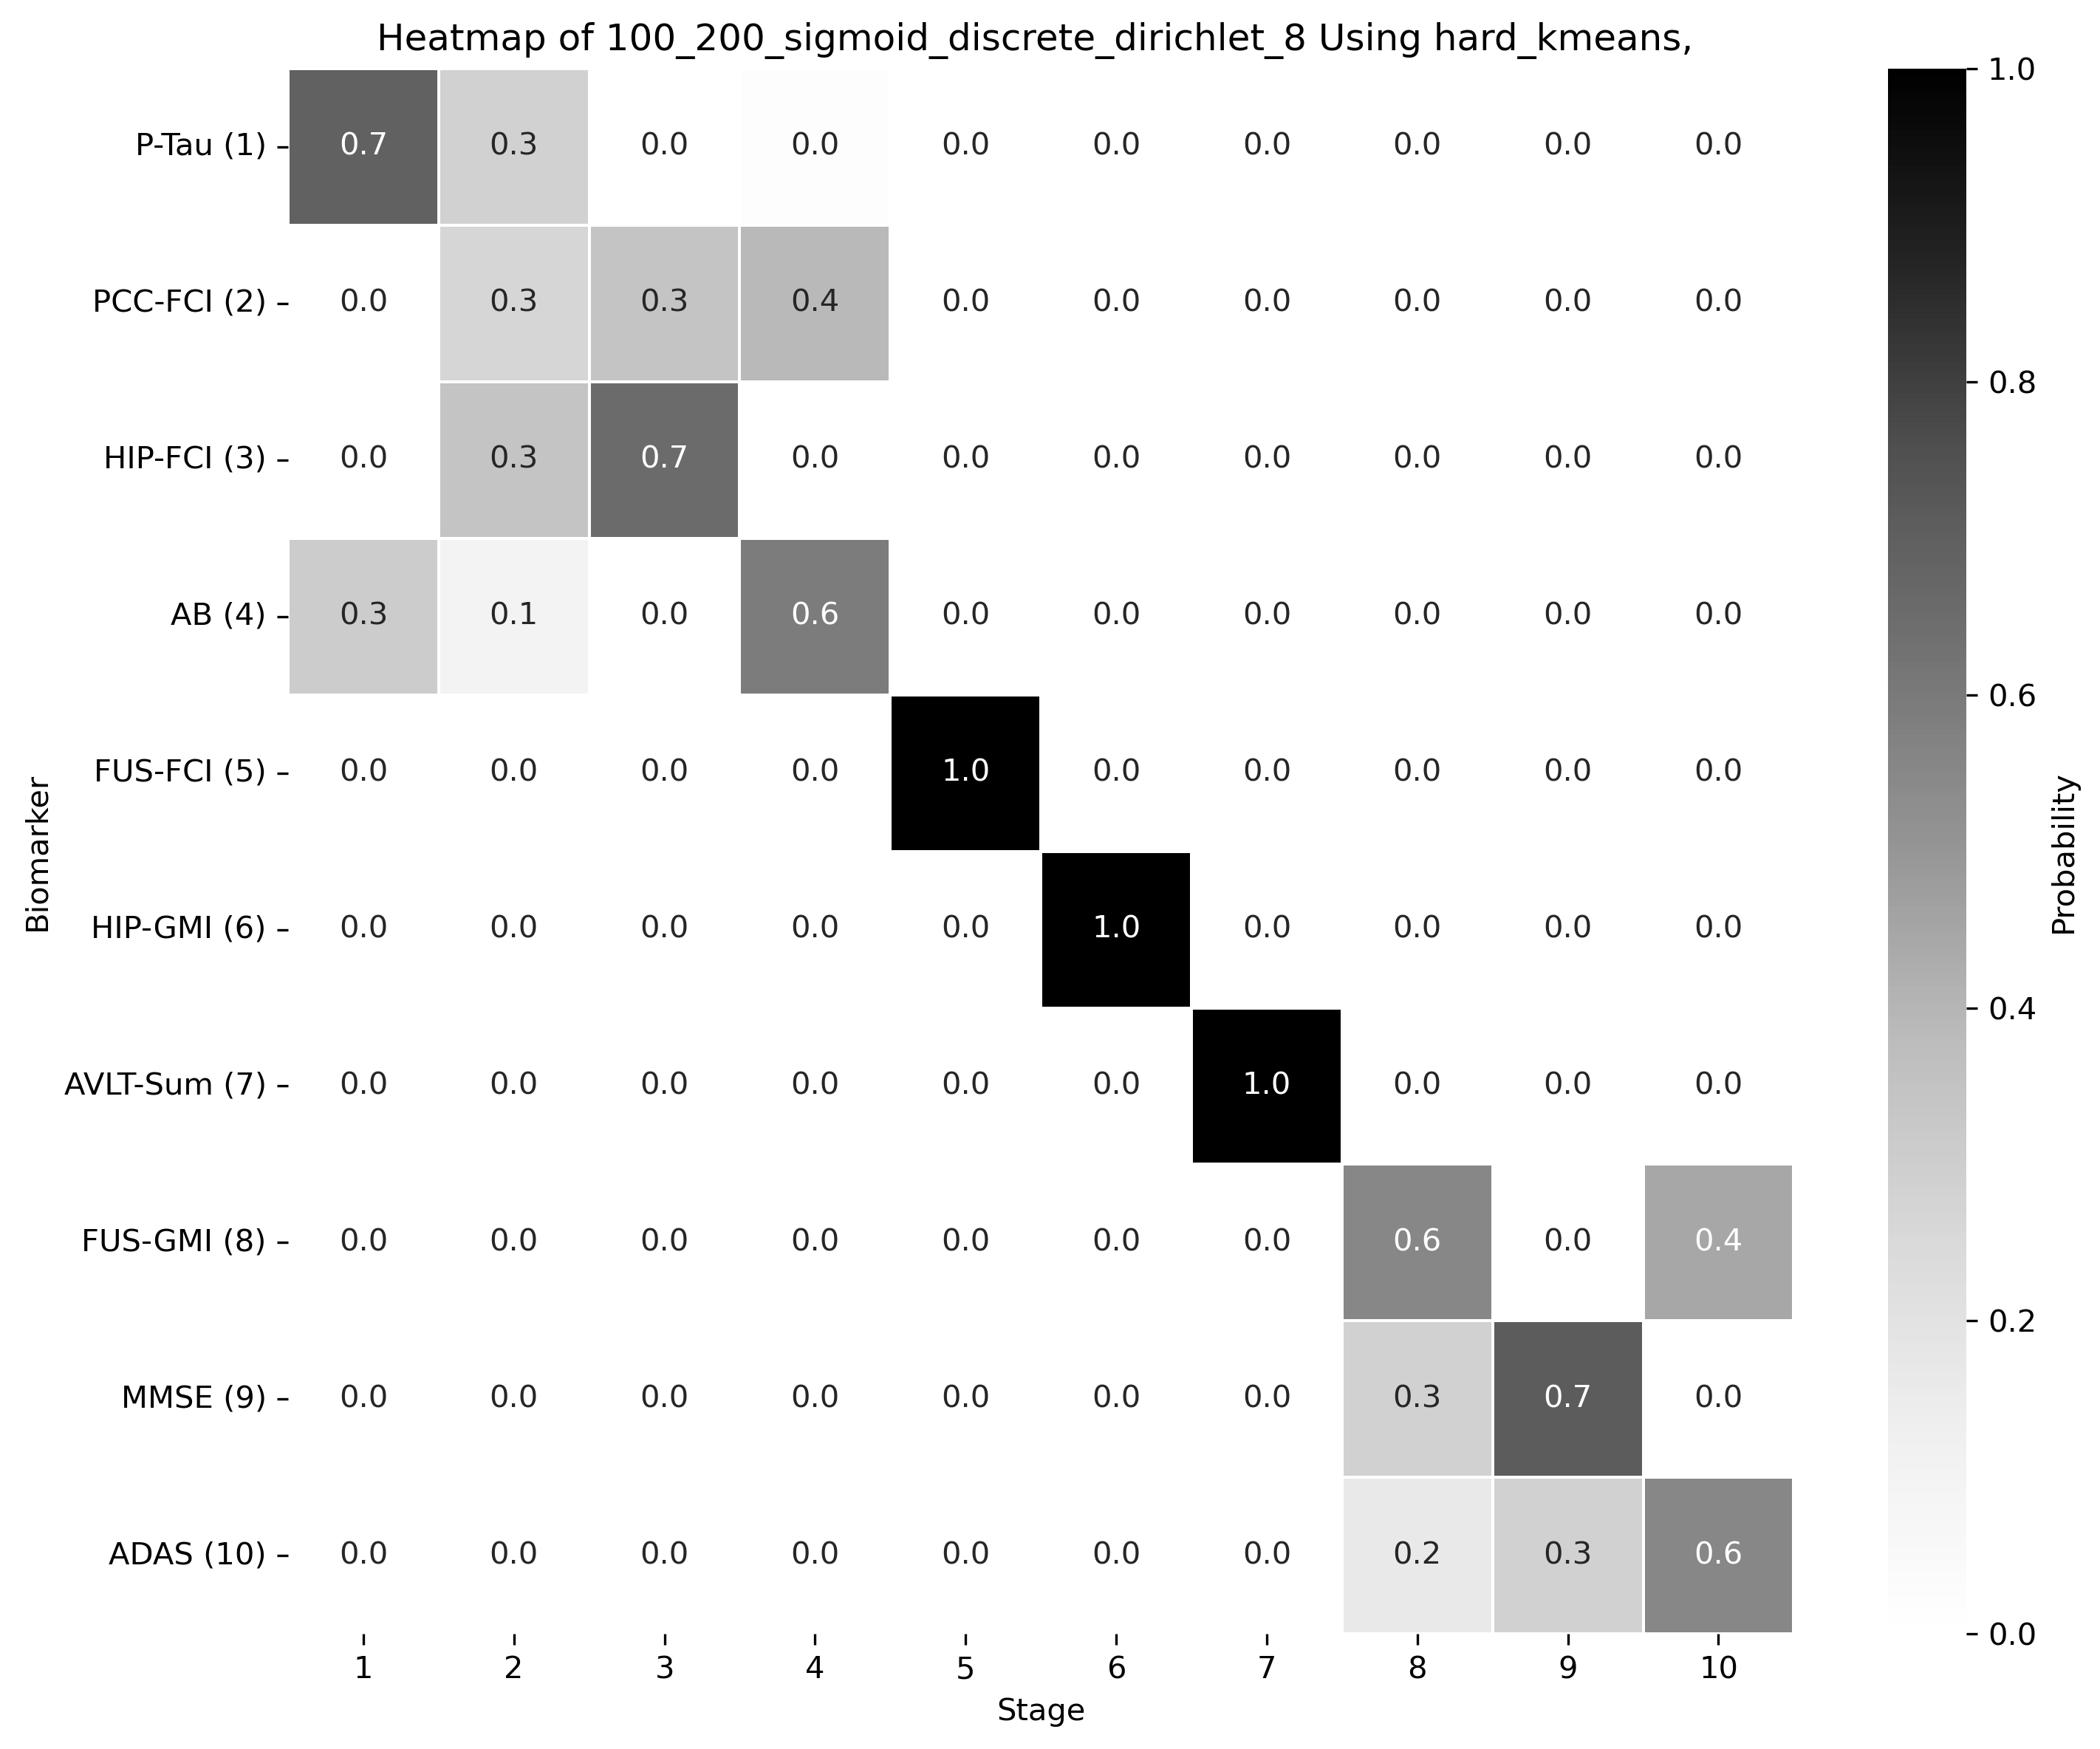 Heatmap of 100_200_sigmoid_discrete_dirichlet_8 Using hard_kmeans,
P-Tau (1) 0.7 0.3 0.0 0.0 0.0 0.0 0.0 0.0 0.0 0.0
PCC-FCI (2) 0.0 0.3 0.3 0.4 0.0 0.0 0.0 0.0 0.0 0.0
HIP-FCI (3) 0.0 0.3 0.7 0.0 0.0 0.0 0.0 0.0 0.0 0.0
AB (4) 0.3 0.1 0.0 0.6 0.0 0.0 0.0 0.0 0.0 0.0
FUS-FCI (5) 0.0 0.0 0.0 0.0 1.0 0.0 0.0 0.0 0.0 0.0
HIP-GMI (6) 0.0 0.0 0.0 0.0 0.0 1.0 0.0 0.0 0.0 0.0
AVLT-Sum (7) 0.0 0.0 0.0 0.0 0.0 0.0 1.0 0.0 0.0 0.0
FUS-GMI (8) 0.0 0.0 0.0 0.0 0.0 0.0 0.0 0.6 0.0 0.4
MMSE (9) 0.0 0.0 0.0 0.0 0.0 0.0 0.0 0.3 0.7 0.0
ADAS (10) 0.0 0.0 0.0 0.0 0.0 0.0 0.0 0.2 0.3 0.6
1 2 3 4 5 6 7 8 9 10
Stage
Biomarker
1.0
0.8
0.6
0.4
0.2
0.0
Probability